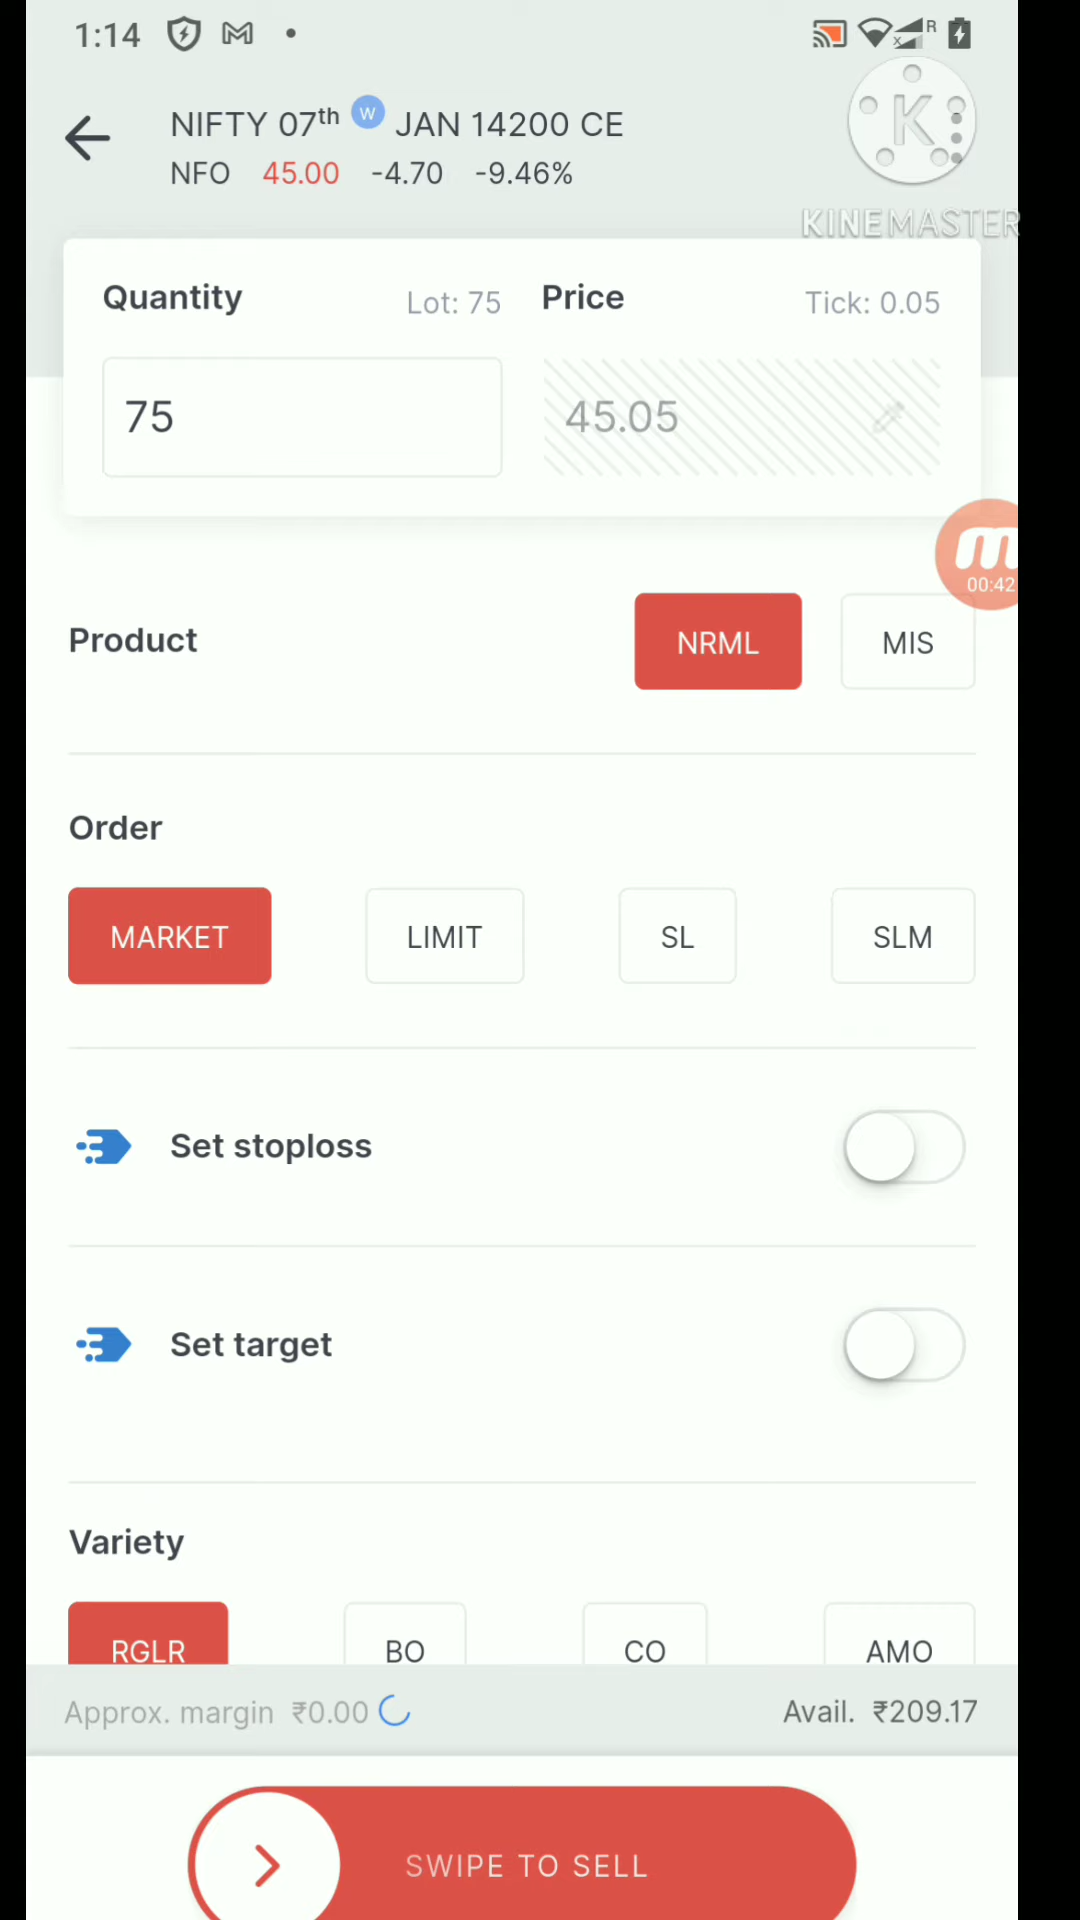 1:14 R
NIFTY 07th W JAN 14200 CE
NFO 45.00 -4.70 -9.46%
K
KINEMASTER
Quantity Lot: 75 Price Tick: 0.05
75 45.05
m
00:42
Product NRML MIS
Order
MARKET LIMIT SL SLM
Set stoploss
Set target
Variety
RGLR BO CO AMO
Approx. margin ₹0.00 Avail. ₹209.17
SWIPE TO SELL